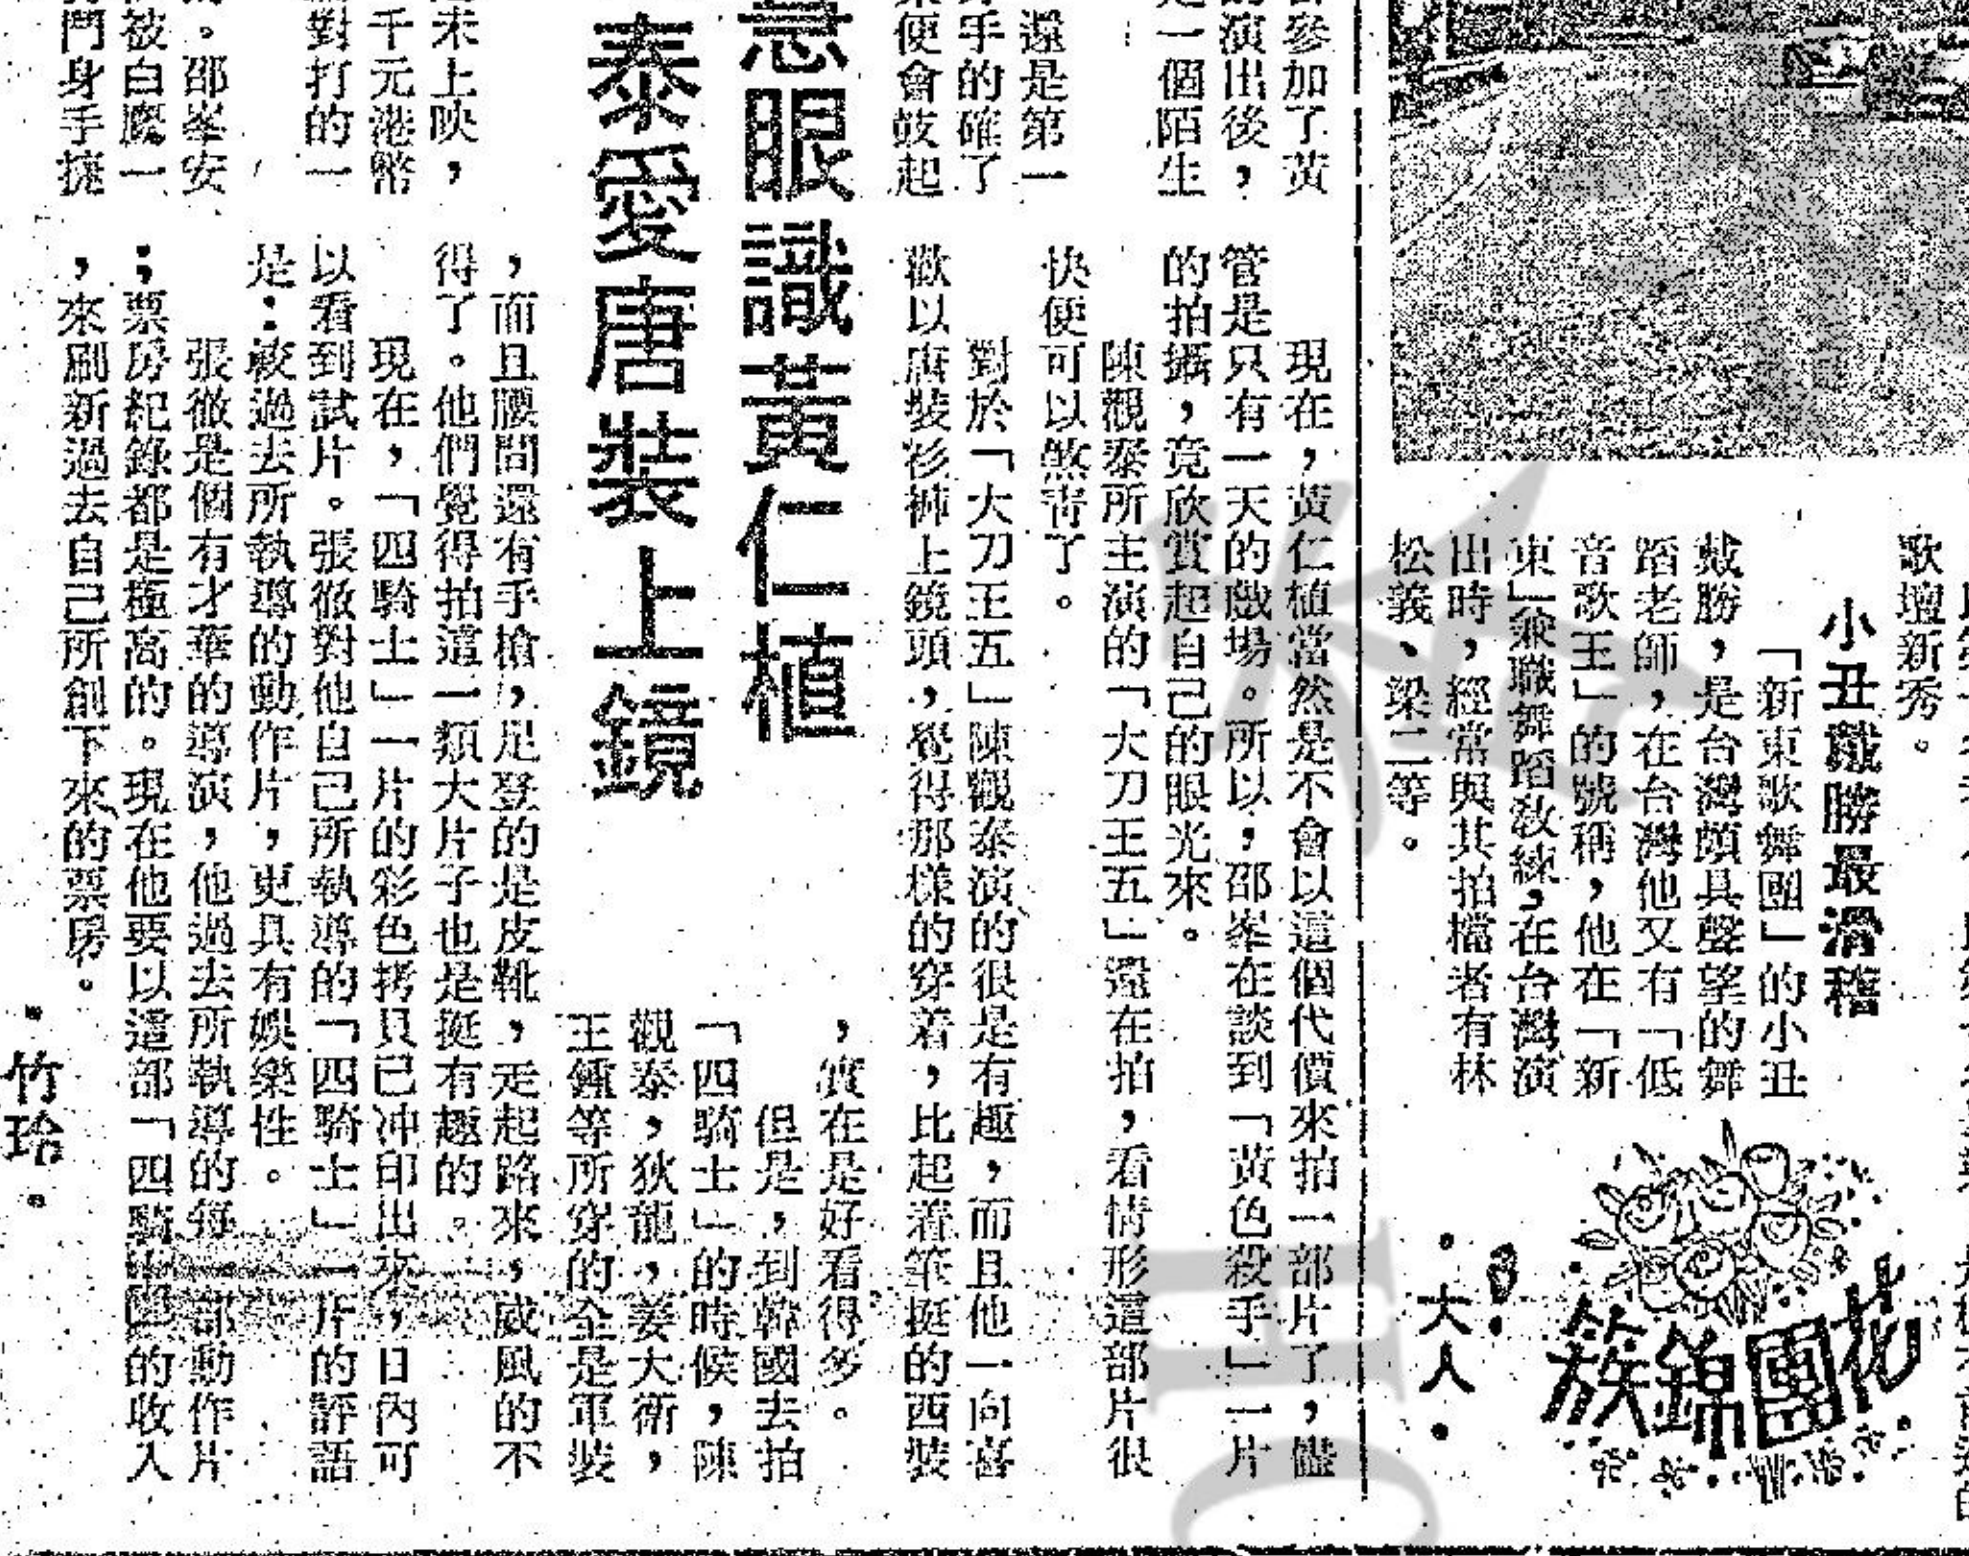 歌壇新秀。
小丑戴勝最滑稽
「新東歌舞團」的小丑
戴勝，是台灣頗具聲望的舞
蹈老師，在台灣他又有「低
音歌王」的號稱，他在「新
東」兼職舞蹈教練，在台灣演
出時，經常與其拍檔者有林
松義、梁二等。
花團錦簇
·大人·
參加了黃
演出後，
是一個陌生
還是第一
手的確了
便會鼓起
現在，黃仁植當然是不會以這個代價來拍一部片了，儘
管是只有一天的戲場。所以，邵峯在談到「黃色殺手」一片
的拍攝，竟欣賞起自己的眼光來。
陳觀泰所主演的「大刀王五」還在拍，看情形這部片很
快便可以煞青了。
對於「大刀王五」陳觀泰演的很是有趣，而且他一向喜
歡以唐裝衫褲上鏡頭，覺得那樣的穿着，比起着筆挺的西裝
，實在是好看得多。
眼識黃仁植
泰愛唐裝上鏡
但是，到韓國去拍
「四騎士」的時候，陳
觀泰，狄龍，姜大衛，
王鍾等所穿的全是軍裝
未上映，
千元港幣
對打的一
。邵峯安
被白鷹一
門身手捷
，而且腰間還有手槍，足登的是皮靴，走起路來，威風的不
得了。他們覺得拍這一類大片子也是挺有趣的。
現在，「四騎士」一片的彩色拷貝已冲印出來，日內可
以看到試片。張徹對他自己所執導的「四騎士」一片的評語
是：較過去所執導的動作片，更具有娛樂性。
張徹是個有才華的導演，他過去所執導的每一部動作片
；票房紀錄都是極高的。現在他要以這部「四騎士」的收入
，來刷新過去自己所創下來的票房。
·竹玲·